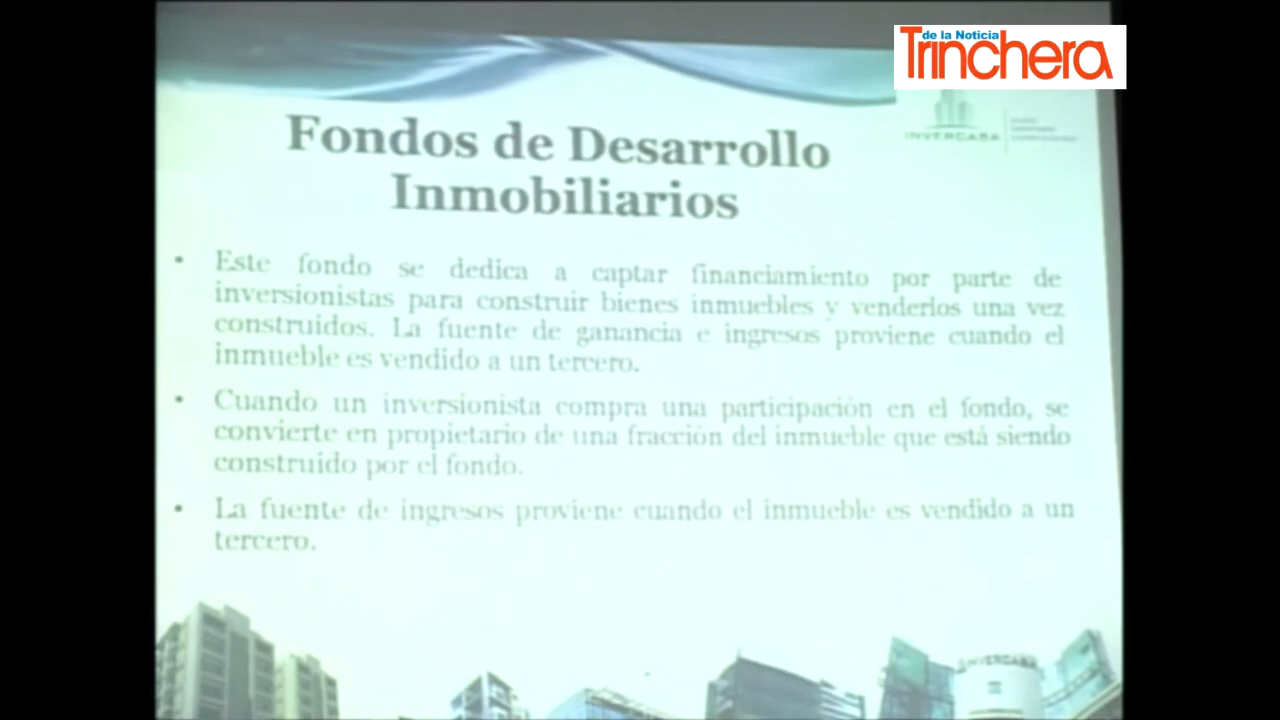 de la Noticia
Trinchera
INVERCASA
Fondos de Desarrollo
Inmobiliarios
• Este fondo se dedica a captar financiamiento por parte de
inversionistas para construir bienes inmuebles y venderlos una vez
construidos. La fuente de ganancia e ingresos proviene cuando el
inmueble es vendido a un tercero.
• Cuando un inversionista compra una participación en el fondo, se
convierte en propietario de una fracción del inmueble que está siendo
construido por el fondo.
• La fuente de ingresos proviene cuando el inmueble es vendido a un
tercero.
INVERCASA